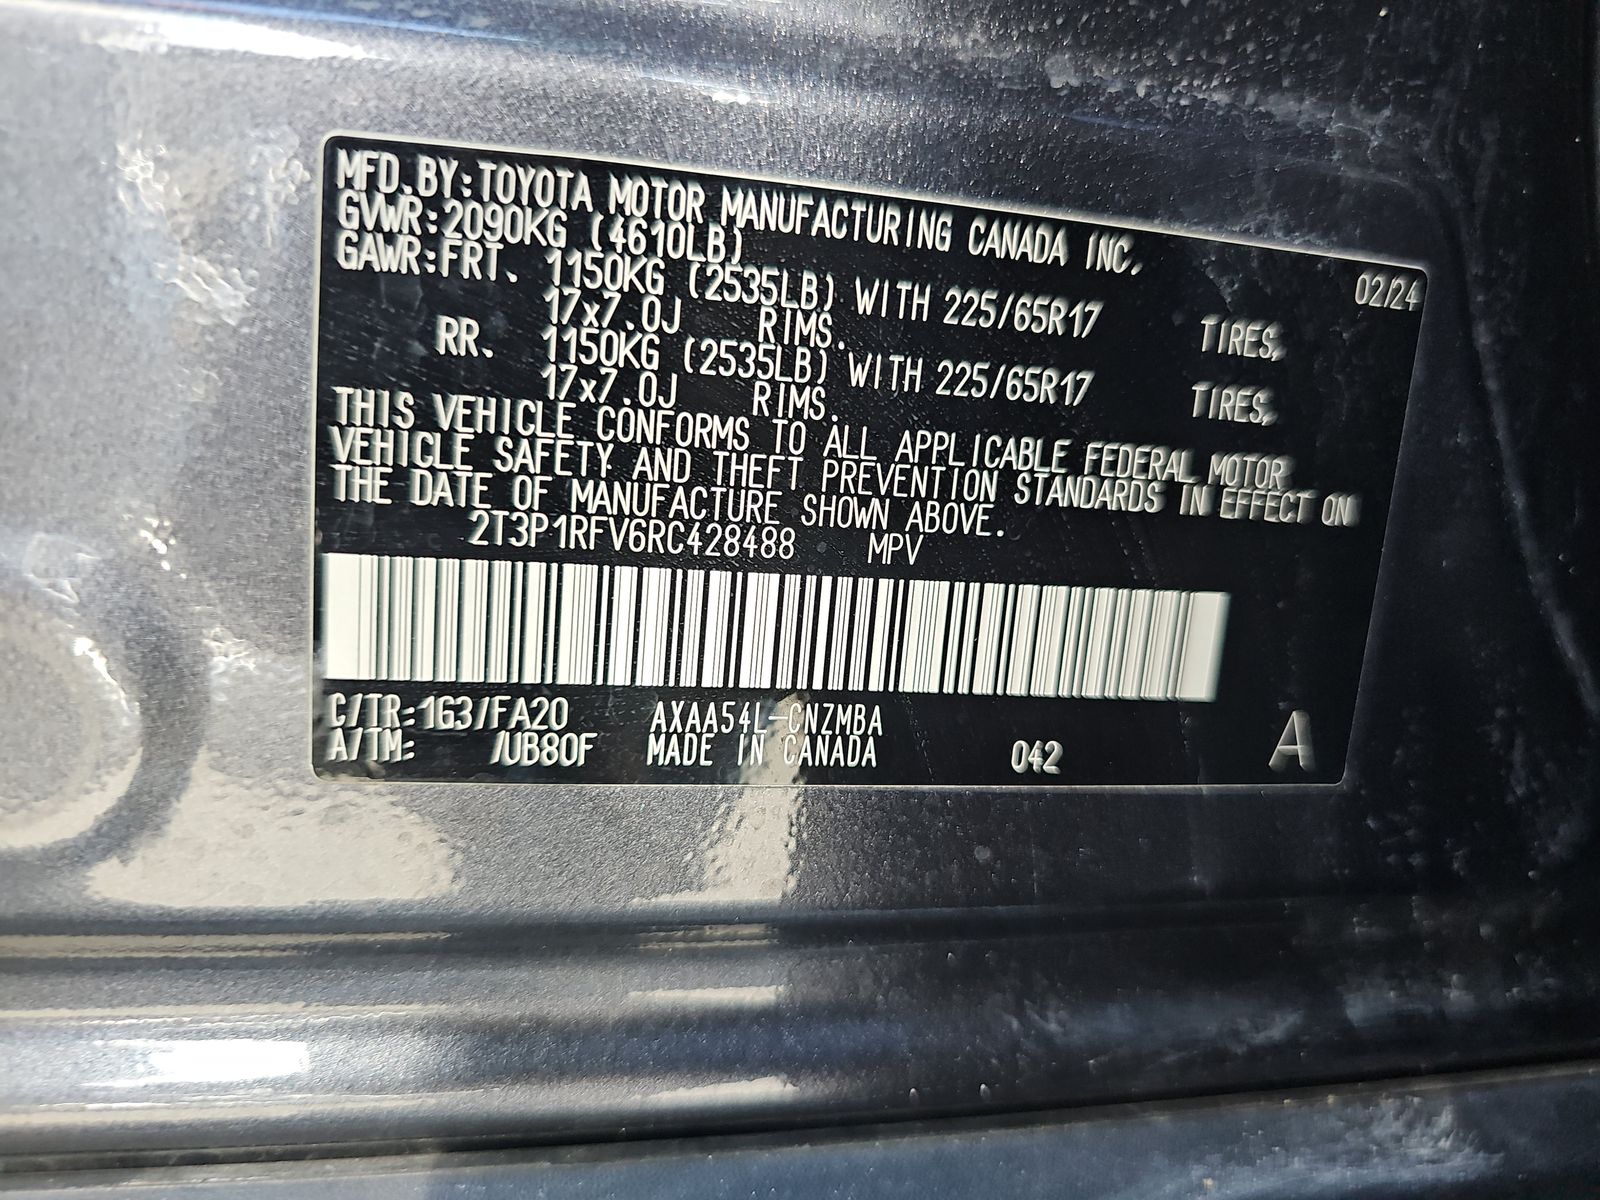 MFD.BY:TOYOTA MOTOR MANUFACTURING CANADA INC.
GVWR:2090KG (4610LB) 02/24
GAWR:FRT. 1150KG (2535LB) WITH 225/65R17 TIRES,
17x7.0J RIMS.
RR. 1150KG (2535LB) WITH 225/65R17 TIRES,
17x7.0J RIMS.
THIS VEHICLE CONFORMS TO ALL APPLICABLE FEDERAL MOTOR
VEHICLE SAFETY AND THEFT PREVENTION STANDARDS IN EFFECT ON
THE DATE OF MANUFACTURE SHOWN ABOVE.
2T3P1RFV6RC428488 MPV
C/TR:1G3/FA20 AXAA54L-CNZMBA
A/TM: /UB80F MADE IN CANADA 042 A